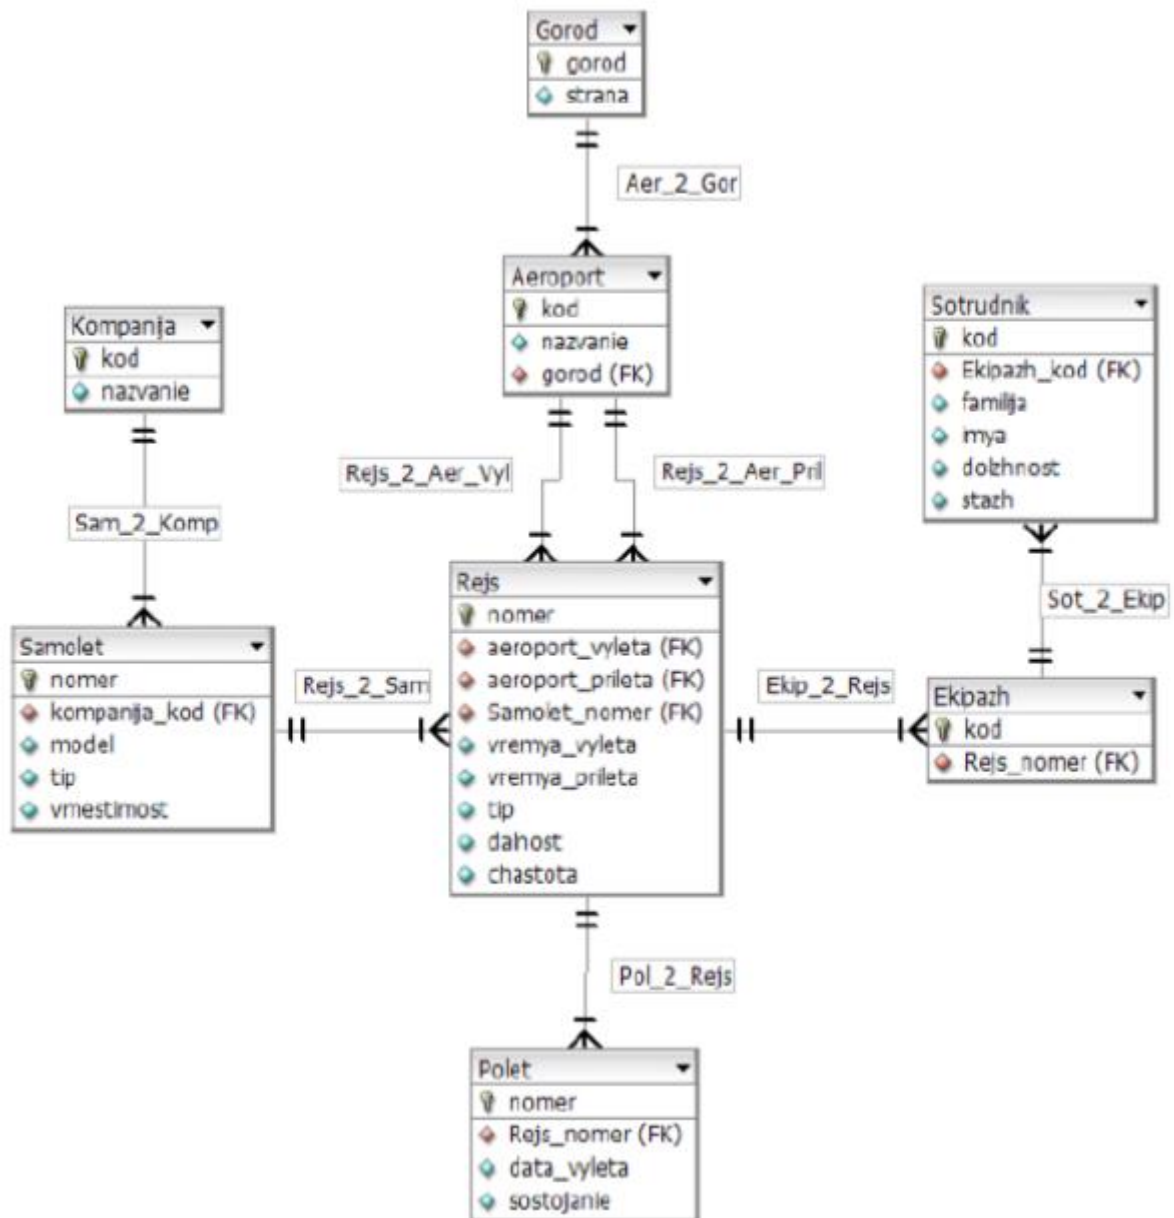 Gorod
gorod
strana
Aer_2_Gor
Aeroport
kod
nazvanie
gorod (FK)
Kompanija
kod
nazvanie
Sotrudnik
kod
Ekipazh_kod (FK)
familija
imya
dolzhnost
stazh
Rejs_2_Aer_Vyl
Rejs_2_Aer_Pril
Sam_2_Komp
Rejs
nomer
aeroport_vyleta (FK)
aeroport_prileta (FK)
Samolet_nomer (FK)
vremya_vyleta
vremya_prileta
tip
dalnost
chastota
Sot_2_Ekip
Samolet
nomer
kompanija_kod (FK)
model
tip
vmestimost
Rejs_2_Sam
Ekip_2_Rejs
Ekipazh
kod
Rejs_nomer (FK)
Pol_2_Rejs
Polet
nomer
Rejs_nomer (FK)
data_vyleta
sostojanie